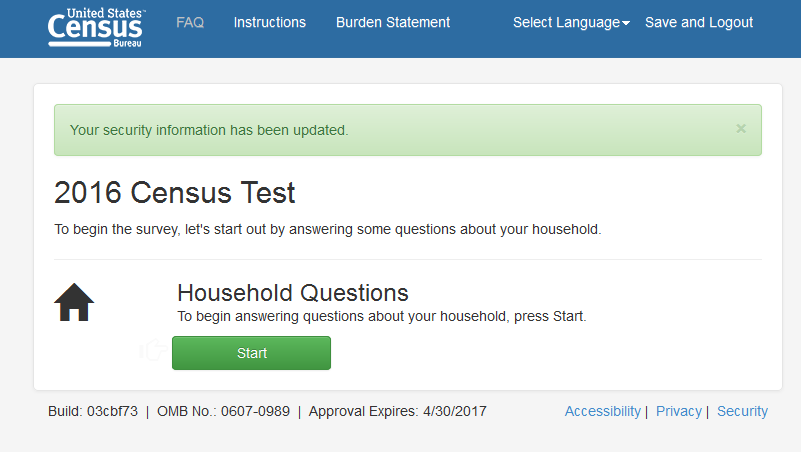 United States™
Census
Bureau
FAQ Instructions Burden Statement Select Language Save and Logout
Your security information has been updated. ×
2016 Census Test
To begin the survey, let's start out by answering some questions about your household.
Household Questions
To begin answering questions about your household, press Start.
Start
Build: 03cbf73 | OMB No.: 0607-0989 | Approval Expires: 4/30/2017 Accessibility | Privacy | Security